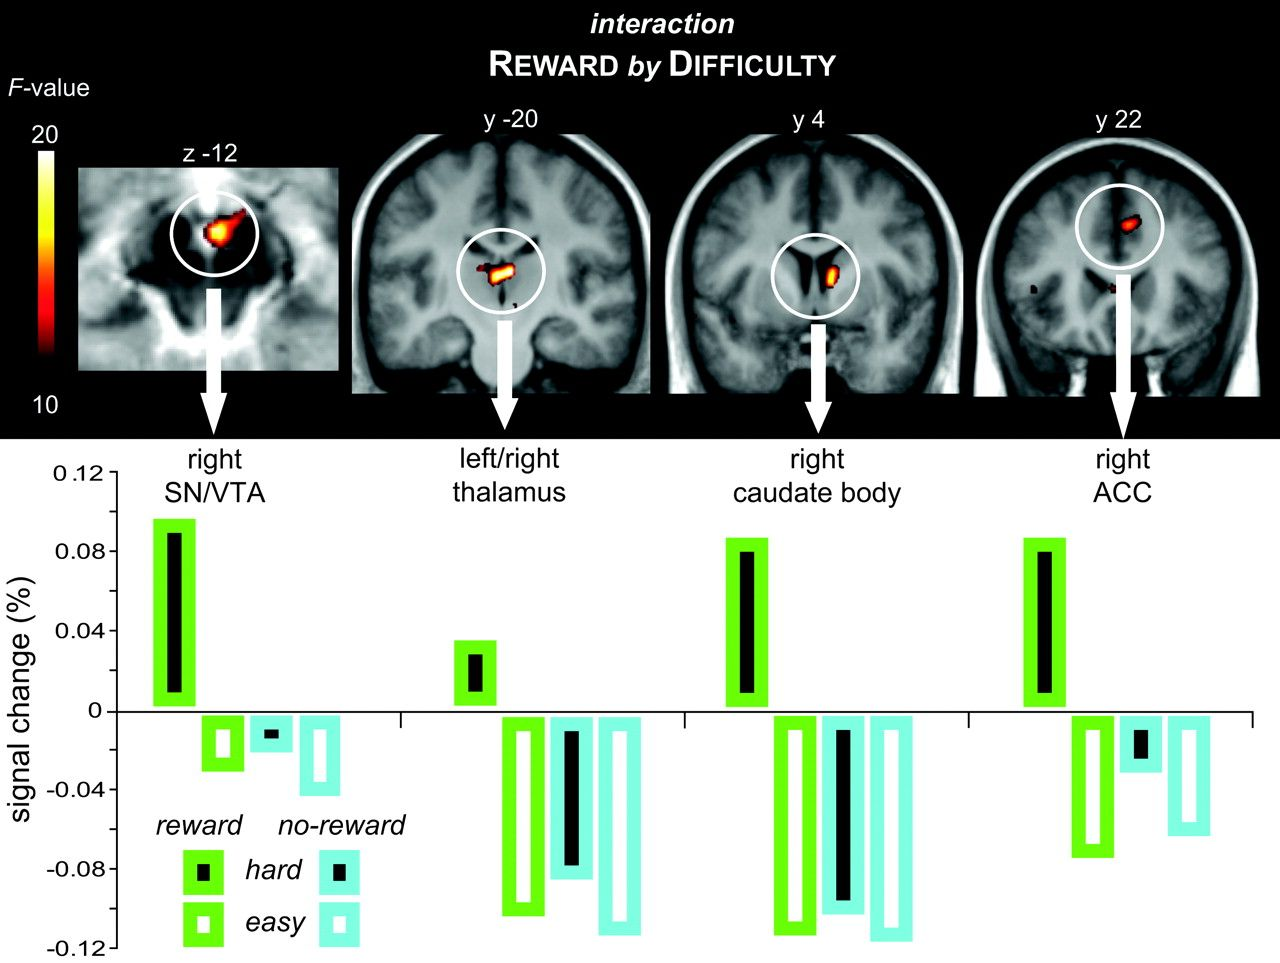 interaction
REWARD by DIFFICULTY
F-value
20
10
z -12
y -20
y 4
y 22
right
SN/VTA
left/right
thalamus
right
caudate body
right
ACC
signal change (%)
0.12
0.08
0.04
0
-0.04
-0.08
-0.12
reward no-reward
hard
easy